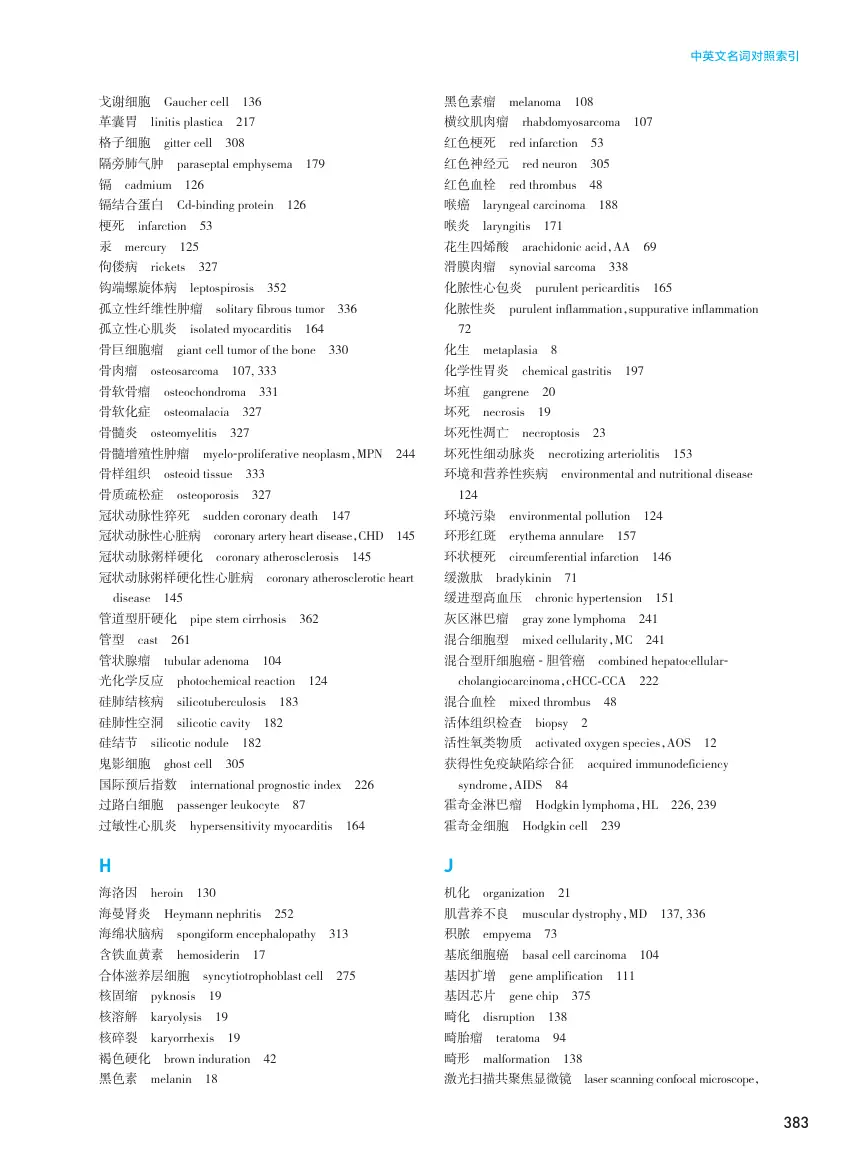 中英文名词对照索引
戈谢细胞 Gaucher cell 136
革囊胃 linitis plastica 217
格子细胞 gitter cell 308
隔旁肺气肿 paraseptal emphysema 179
镉 cadmium 126
镉结合蛋白 Cd-binding protein 126
梗死 infarction 53
汞 mercury 125
佝偻病 rickets 327
钩端螺旋体病 leptospirosis 352
孤立性纤维性肿瘤 solitary fibrous tumor 336
孤立性心肌炎 isolated myocarditis 164
骨巨细胞瘤 giant cell tumor of the bone 330
骨肉瘤 osteosarcoma 107, 333
骨软骨瘤 osteochondroma 331
骨软化症 osteomalacia 327
骨髓炎 osteomyelitis 327
骨髓增殖性肿瘤 myelo-proliferative neoplasm, MPN 244
骨样组织 osteoid tissue 333
骨质疏松症 osteoporosis 327
冠状动脉性猝死 sudden coronary death 147
冠状动脉性心脏病 coronary artery heart disease, CHD 145
冠状动脉粥样硬化 coronary atherosclerosis 145
冠状动脉粥样硬化性心脏病 coronary atherosclerotic heart
disease 145
管道型肝硬化 pipe stem cirrhosis 362
管型 cast 261
管状腺瘤 tubular adenoma 104
光化学反应 photochemical reaction 124
硅肺结核病 silicotuberculosis 183
硅肺性空洞 silicotic cavity 182
硅结节 silicotic nodule 182
鬼影细胞 ghost cell 305
国际预后指数 international prognostic index 226
过路白细胞 passenger leukocyte 87
过敏性心肌炎 hypersensitivity myocarditis 164
H
海洛因 heroin 130
海曼肾炎 Heymann nephritis 252
海绵状脑病 spongiform encephalopathy 313
含铁血黄素 hemosiderin 17
合体滋养层细胞 syncytiotrophoblast cell 275
核固缩 pyknosis 19
核溶解 karyolysis 19
核碎裂 karyorrhexis 19
褐色硬化 brown induration 42
黑色素 melanin 18
黑色素瘤 melanoma 108
横纹肌肉瘤 rhabdomyosarcoma 107
红色梗死 red infarction 53
红色神经元 red neuron 305
红色血栓 red thrombus 48
喉癌 laryngeal carcinoma 188
喉炎 laryngitis 171
花生四烯酸 arachidonic acid, AA 69
滑膜肉瘤 synovial sarcoma 338
化脓性心包炎 purulent pericarditis 165
化脓性炎 purulent inflammation, suppurative inflammation
72
化生 metaplasia 8
化学性胃炎 chemical gastritis 197
坏疽 gangrene 20
坏死 necrosis 19
坏死性凋亡 necroptosis 23
坏死性细动脉炎 necrotizing arteriolitis 153
环境和营养性疾病 environmental and nutritional disease
124
环境污染 environmental pollution 124
环形红斑 erythema annulare 157
环状梗死 circumferential infarction 146
缓激肽 bradykinin 71
缓进型高血压 chronic hypertension 151
灰区淋巴瘤 gray zone lymphoma 241
混合细胞型 mixed cellularity, MC 241
混合型肝细胞癌 - 胆管癌 combined hepatocellular-
cholangiocarcinoma, cHCC-CCA 222
混合血栓 mixed thrombus 48
活体组织检查 biopsy 2
活性氧类物质 activated oxygen species, AOS 12
获得性免疫缺陷综合征 acquired immunodeficiency
syndrome, AIDS 84
霍奇金淋巴瘤 Hodgkin lymphoma, HL 226, 239
霍奇金细胞 Hodgkin cell 239
J
机化 organization 21
肌营养不良 muscular dystrophy, MD 137, 336
积脓 empyema 73
基底细胞癌 basal cell carcinoma 104
基因扩增 gene amplification 111
基因芯片 gene chip 375
畸化 disruption 138
畸胎瘤 teratoma 94
畸形 malformation 138
激光扫描共聚焦显微镜 laser scanning confocal microscope,
383